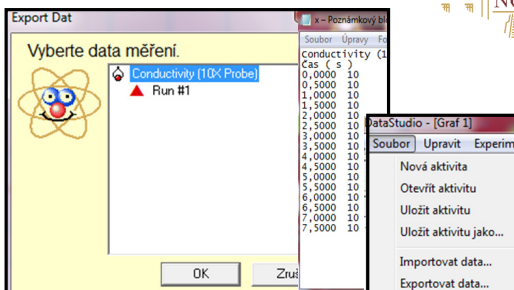 Export Dat
Vyberte data měření.
Conductivity (10X Probe)
Run #1
OK
Zruš
x – Poznámkový bl
Soubor Úpravy Fo
Conductivity (1
Čas ( s )
0,0000 10
0,5000 10
1,0000 10
1,5000 10
2,0000 10
2,5000 10
3,0000 10
3,5000 10
4,0000 10
4,5000 10
5,0000 10
5,5000 10
6,0000 10
6,5000 10
7,0000 10
7,5000 10
DataStudio - [Graf 1]
Soubor Upravit Experim
Nová aktivita
Otevřít aktivitu
Uložit aktivitu
Uložit aktivitu jako...
Importovat data...
Exportovat data...